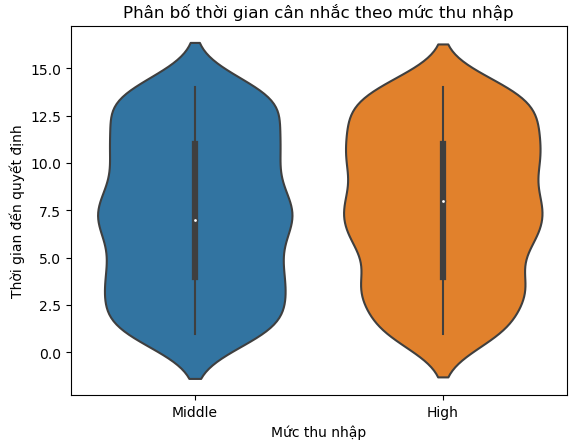 Phân bố thời gian cân nhắc theo mức thu nhập
Thời gian đến quyết định
15.0
12.5
10.0
7.5
5.0
2.5
0.0
Middle High
Mức thu nhập